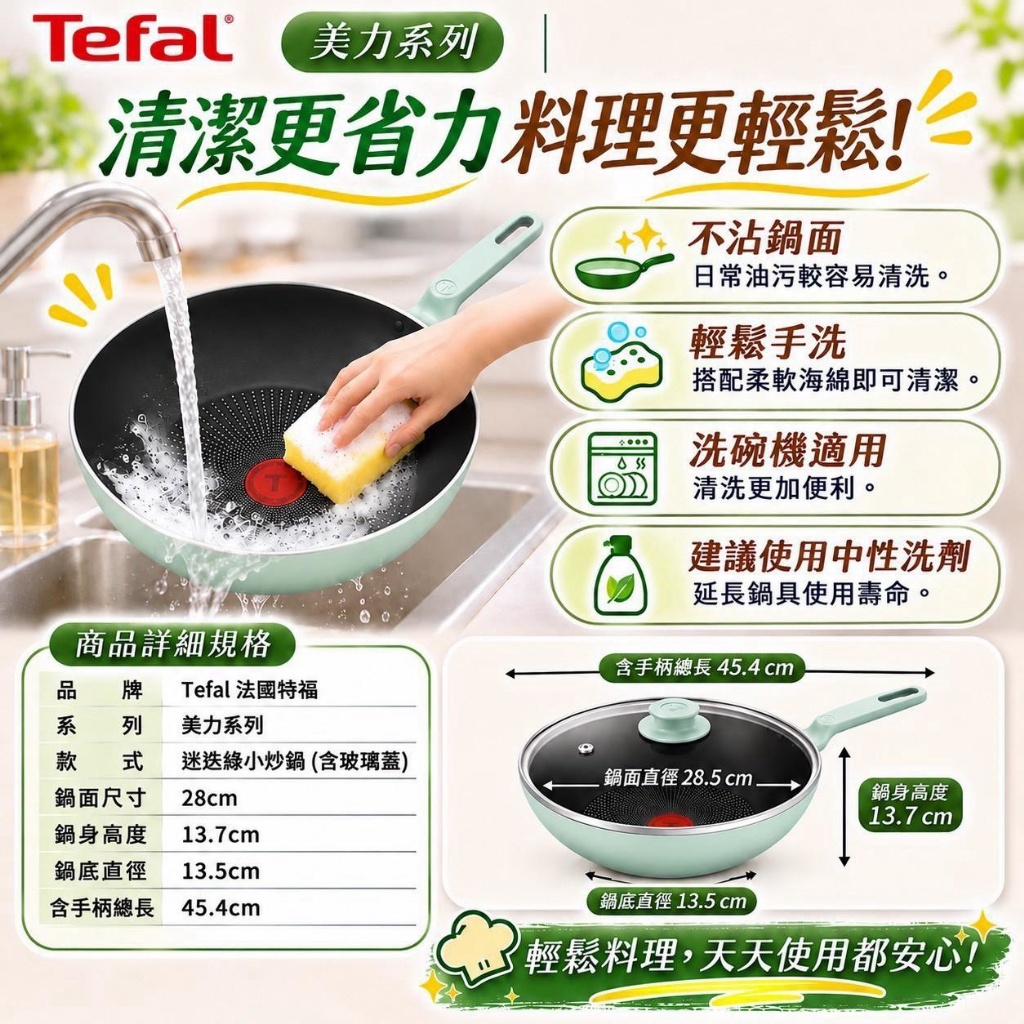 Tefal®
美力系列
清潔更省力 料理更輕鬆!
不沾鍋面
日常油污較容易清洗。
輕鬆手洗
搭配柔軟海綿即可清潔。
洗碗機適用
清洗更加便利。
建議使用中性洗劑
延長鍋具使用壽命。
商品詳細規格
品牌 Tefal 法國特福
系列 美力系列
款式 迷迭綠小炒鍋 (含玻璃蓋)
鍋面尺寸 28cm
鍋身高度 13.7cm
鍋底直徑 13.5cm
含手柄總長 45.4cm
含手柄總長 45.4 cm
鍋面直徑 28.5 cm
鍋身高度
13.7 cm
鍋底直徑 13.5 cm
輕鬆料理,天天使用都安心!